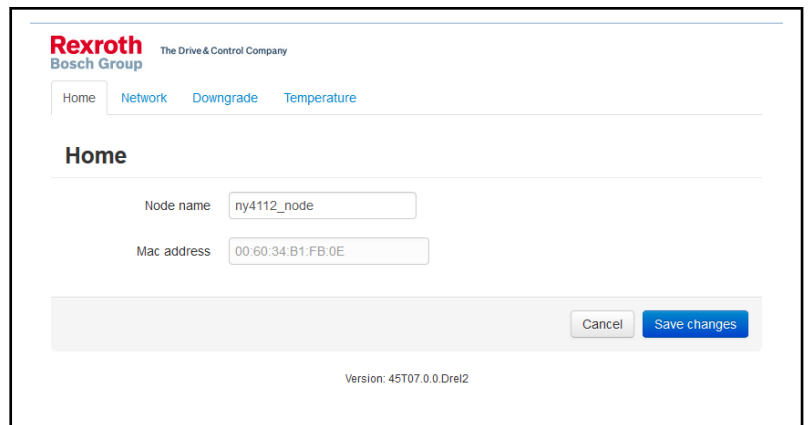 Rexroth
Bosch Group
The Drive & Control Company
Home Network Downgrade Temperature
Home
Node name ny4112_node
Mac address 00:60:34:B1:FB:0E
Cancel Save changes
Version: 45T07.0.0.Drel2